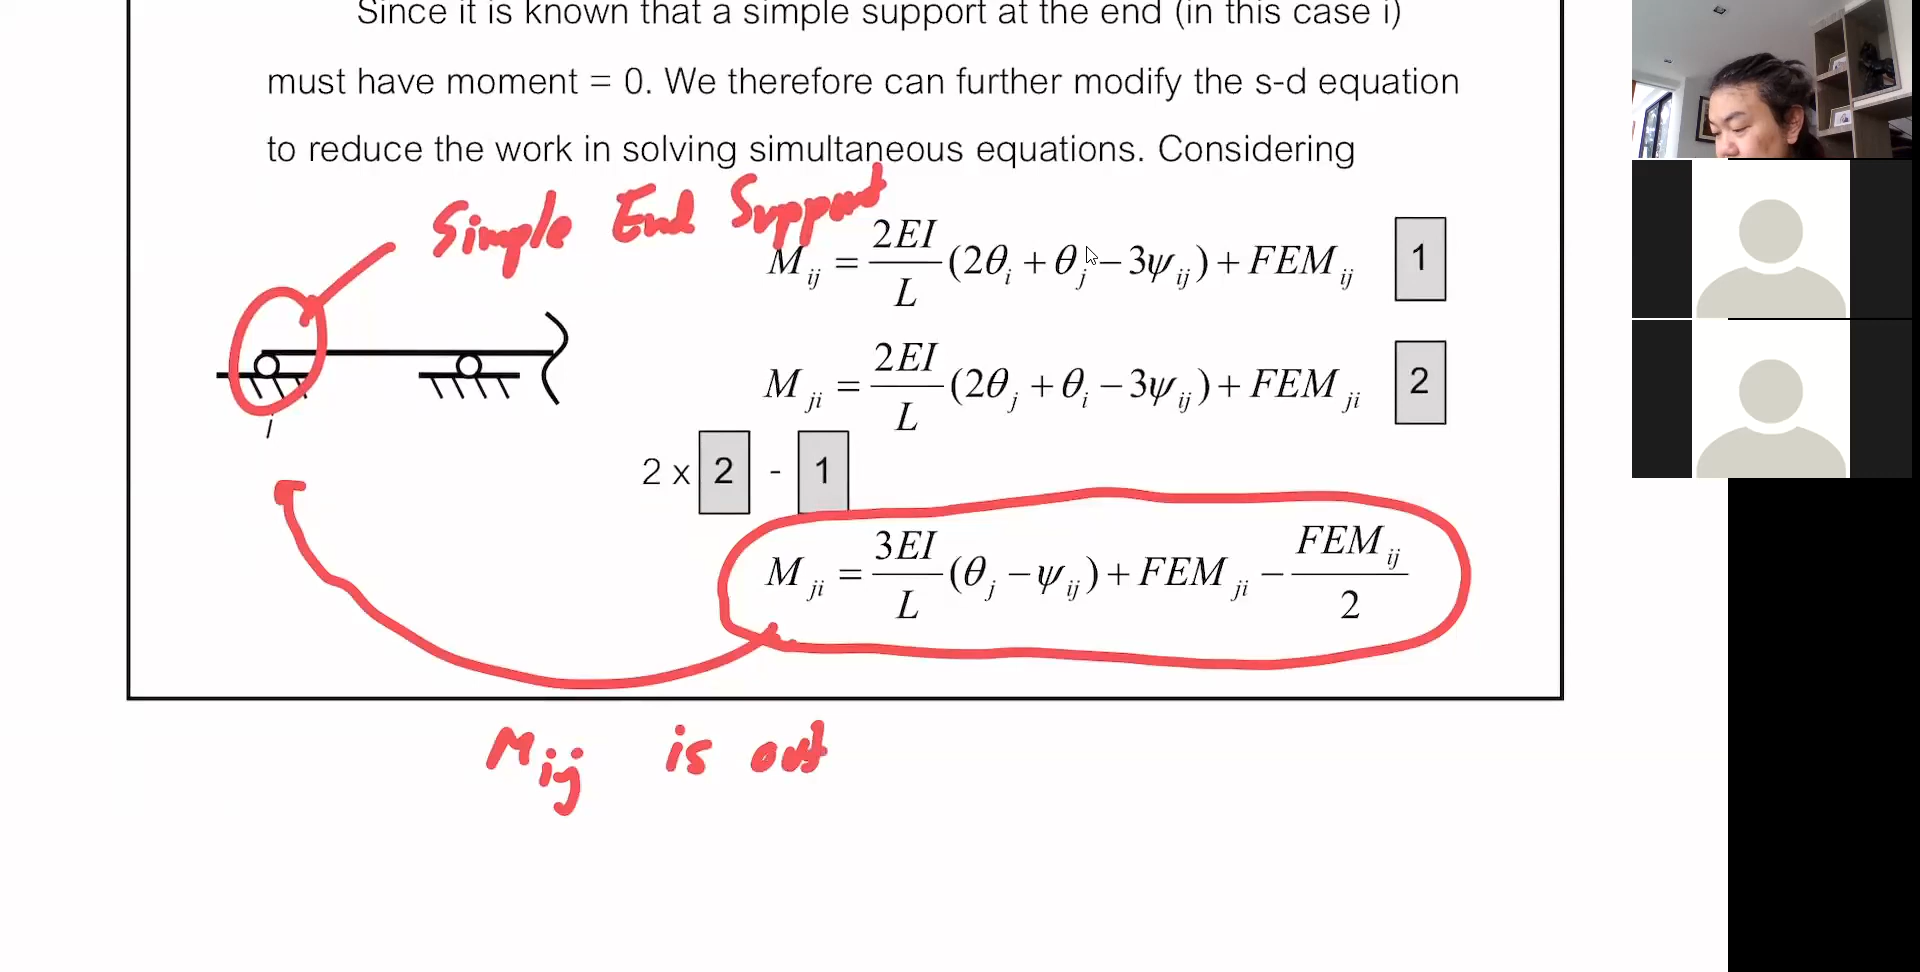 Since it is known that a simple support at the end (in this case i)
must have moment = 0. We therefore can further modify the s-d equation
to reduce the work in solving simultaneous equations. Considering
Simple End Support
M_ij = 2EI/L (2θ_i + θ_j − 3ψ_ij) + FEM_ij 1
M_ji = 2EI/L (2θ_j + θ_i − 3ψ_ij) + FEM_ji 2
i
2 x 2 - 1
M_ji = 3EI/L (θ_j − ψ_ij) + FEM_ji − FEM_ij/2
M_ij is out